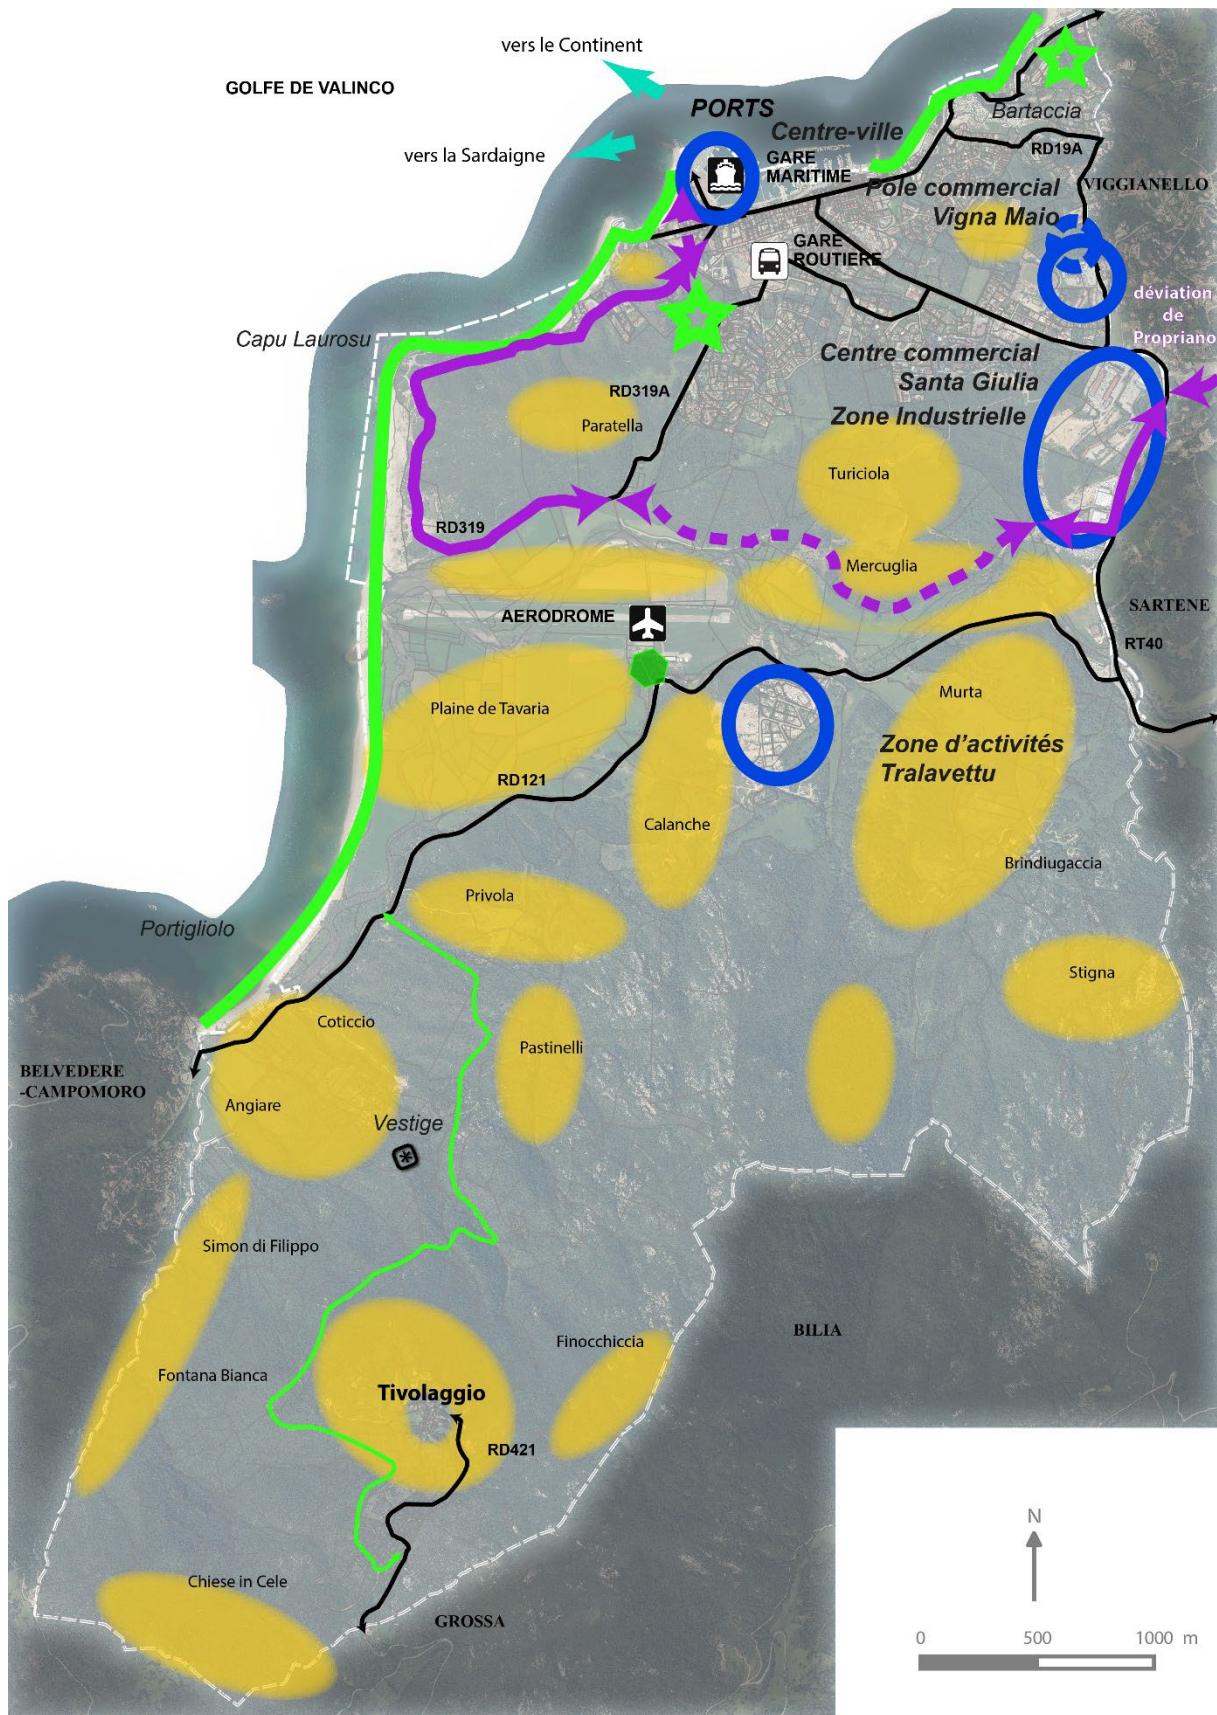 vers le Continent
GOLFE DE VALINCO
PORTS
Centre-ville
Bartaccia
vers la Sardaigne
GARE
MARITIME
RD19A
Pôle commercial
Vigna Maio
VIGGIANELLO
GARE
ROUTIERE
déviation
de
Propriano
Capu Laurosu
Centre commercial
Santa Giulia
Zone Industrielle
RD319A
Paratella
Turiciola
RD319
Mercuglia
AERODROME
SARTENE
RT40
Plaine de Tavaria
Murta
Zone d’activités
Tralavettu
RD121
Calanche
Brindiugaccia
Privola
Portigliolo
Stigna
Coticcio
Pastinelli
BELVEDERE
-CAMPOMORO
Angiare
Vestige
Simon di Filippo
BILIA
Finocchiccia
Fontana Bianca
Tivolaggio
RD421
N
Chiese in Cele
GROSSA
0 500 1000 m